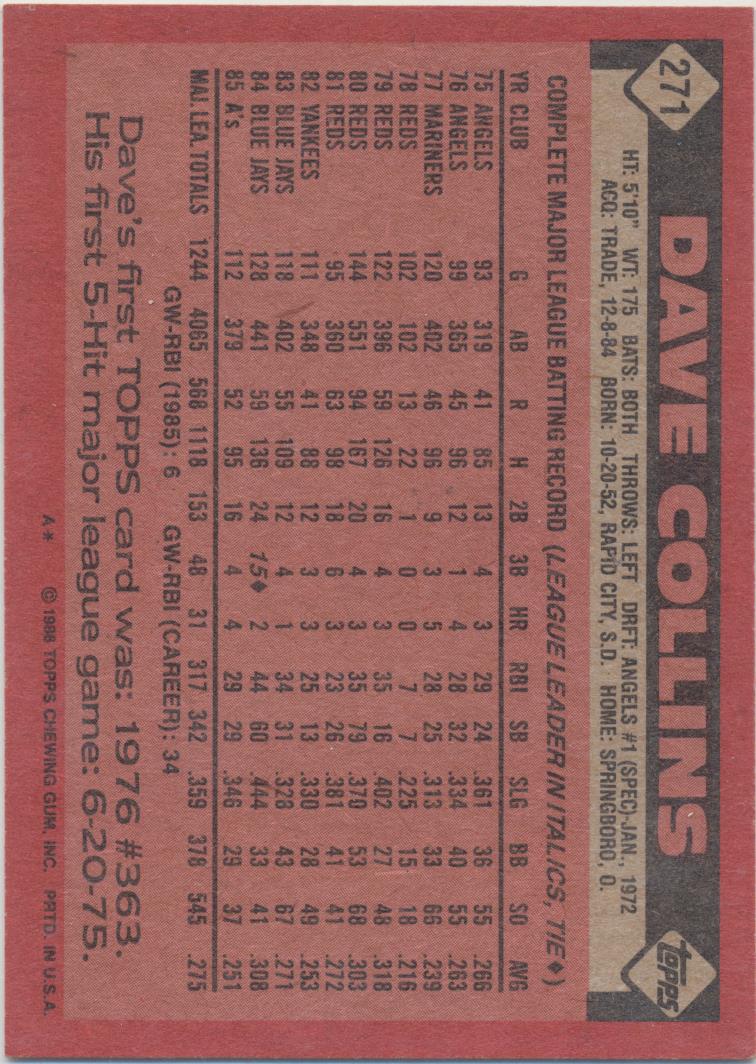 271
DAVE COLLINS
topps
HT: 5'10" WT: 175 BATS: BOTH THROWS: LEFT DRFT: ANGELS #1 (SPEC)-JAN., 1972
ACQ: TRADE, 12-8-84 BORN: 10-20-52, RAPID CITY, S.D. HOME: SPRINGBORO, O.
COMPLETE MAJOR LEAGUE BATTING RECORD (LEAGUE LEADER IN ITALICS, TIE ♦)
YR CLUB G AB R H 2B 3B HR RBI SB SLG BB SO AVG
75 ANGELS 93 319 41 85 13 4 3 29 24 .361 36 55 .266
76 ANGELS 99 365 45 96 12 1 4 28 32 .334 40 55 .263
77 MARINERS 120 402 46 96 9 3 5 28 25 .313 33 66 .239
78 REDS 102 102 13 22 1 0 0 7 7 .225 15 18 .216
79 REDS 122 396 59 126 16 4 3 35 16 .402 27 48 .318
80 REDS 144 551 94 167 20 4 3 35 79 .370 53 68 .303
81 REDS 95 360 63 98 18 6 3 23 26 .381 41 41 .272
82 YANKEES 111 348 41 88 12 3 3 25 13 .330 28 49 .253
83 BLUE JAYS 118 402 55 109 12 4 1 34 31 .328 43 67 .271
84 BLUE JAYS 128 441 59 136 24 15♦ 2 44 60 .444 33 41 .308
85 A's 112 379 52 95 16 4 4 29 29 .346 29 37 .251
MAJ. LEA. TOTALS 1244 4065 568 1118 153 48 31 317 342 .359 378 545 .275
GW-RBI (1985): 6 GW-RBI (CAREER): 34
Dave's first TOPPS card was: 1976 #363.
His first 5-Hit major league game: 6-20-75.
A* © 1986 TOPPS CHEWING GUM, INC. PRTD. IN U.S.A.